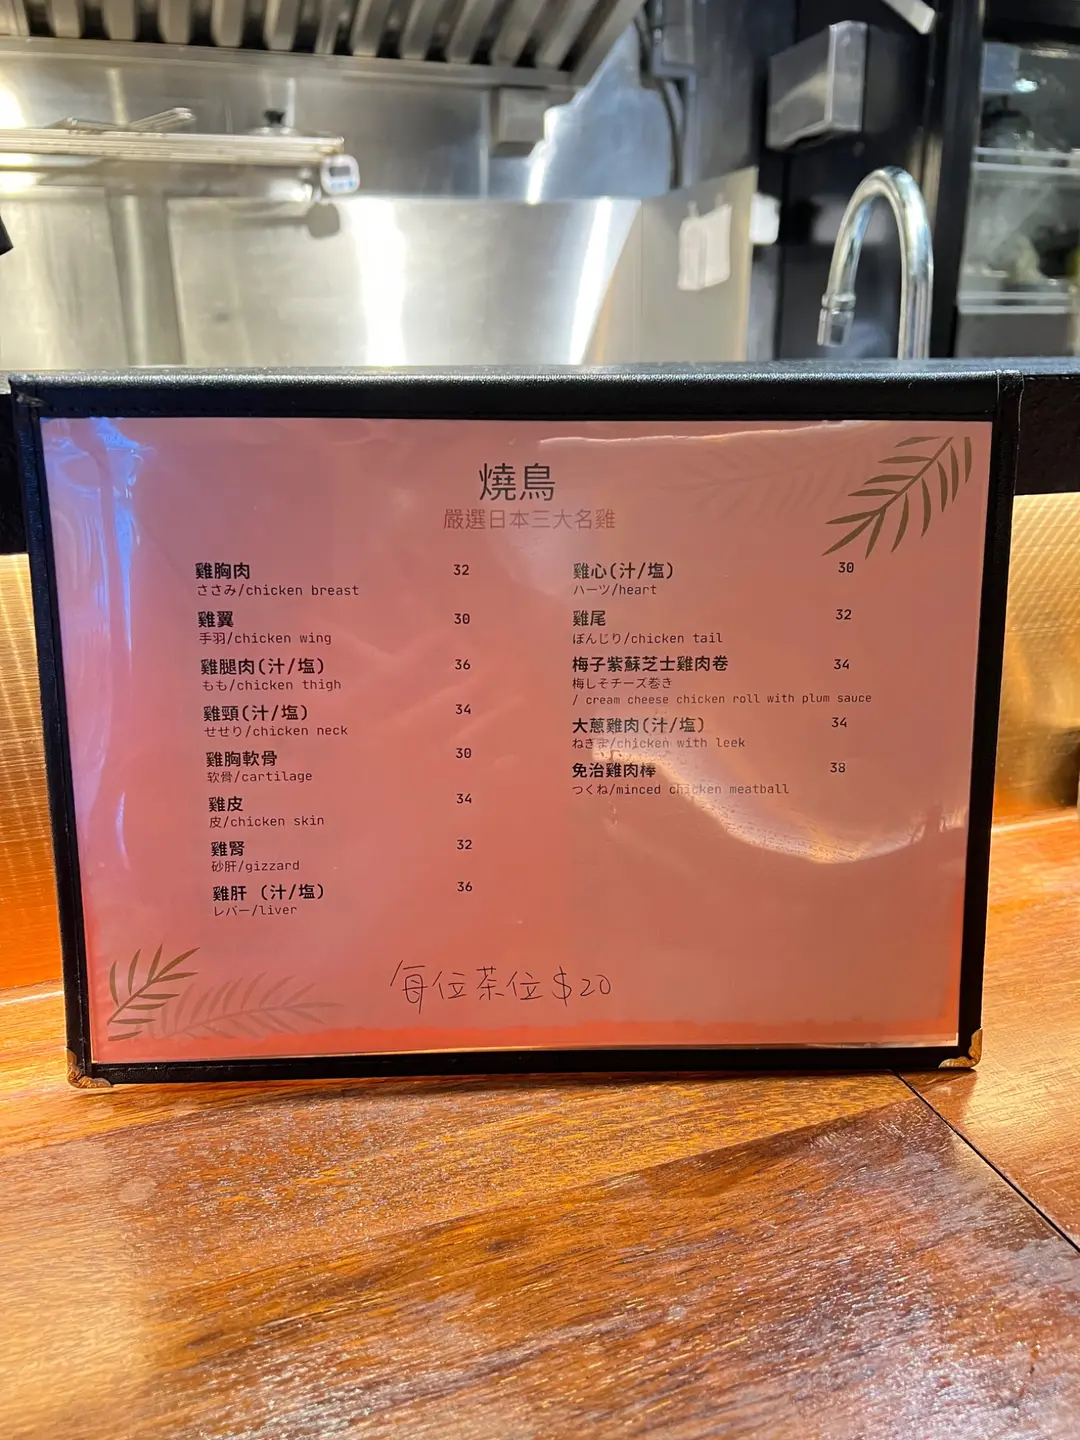 燒鳥
嚴選日本三大名雞
雞胸肉 32
ささみ/chicken breast
雞翼 30
手羽/chicken wing
雞腿肉(汁/塩) 36
もも/chicken thigh
雞頸(汁/塩) 34
せせり/chicken neck
雞胸軟骨 30
软骨/cartilage
雞皮 34
皮/chicken skin
雞腎 32
砂肝/gizzard
雞肝 (汁/塩) 36
レバー/liver
雞心(汁/塩) 30
ハーツ/heart
雞尾 32
ぼんじり/chicken tail
梅子紫蘇芝士雞肉卷 34
梅しそチーズ巻き
/ cream cheese chicken roll with plum sauce
大蔥雞肉(汁/塩) 34
ねぎま/chicken with leek
免治雞肉棒 38
つくね/minced chicken meatball
每位茶位$20